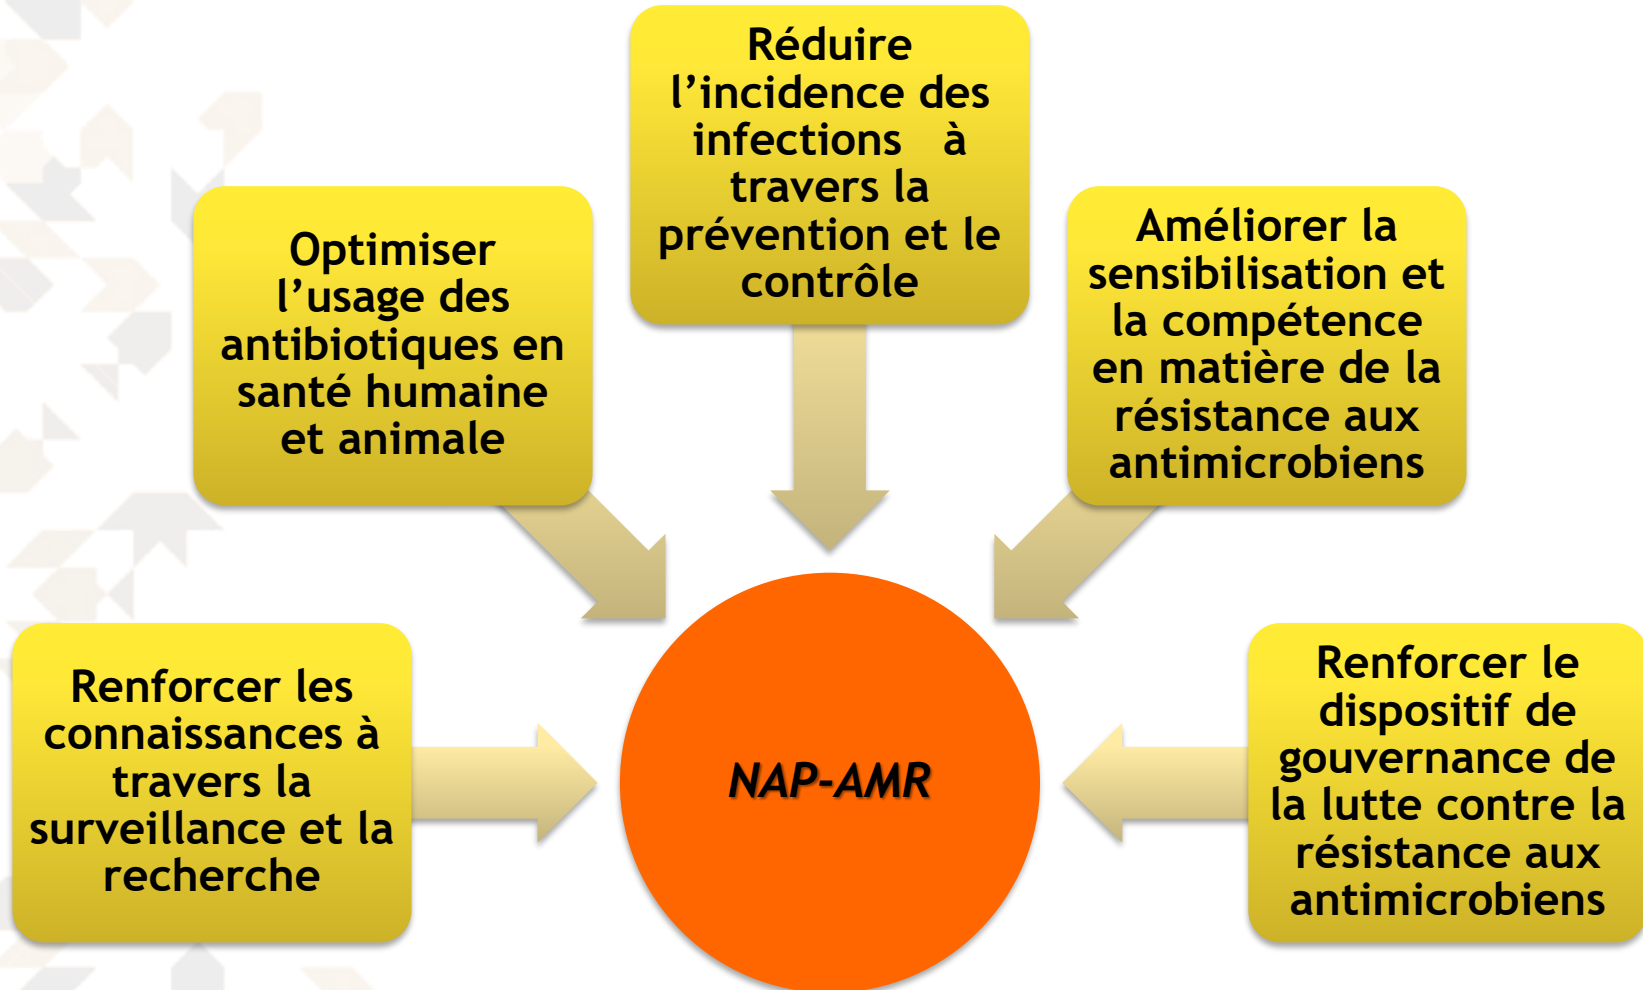 Réduire
l’incidence des
infections à
travers la
prévention et le
contrôle
Optimiser
l’usage des
antibiotiques en
santé humaine
et animale
Améliorer la
sensibilisation et
la compétence
en matière de la
résistance aux
antimicrobiens
Renforcer les
connaissances à
travers la
surveillance et la
recherche
NAP-AMR
Renforcer le
dispositif de
gouvernance de
la lutte contre la
résistance aux
antimicrobiens